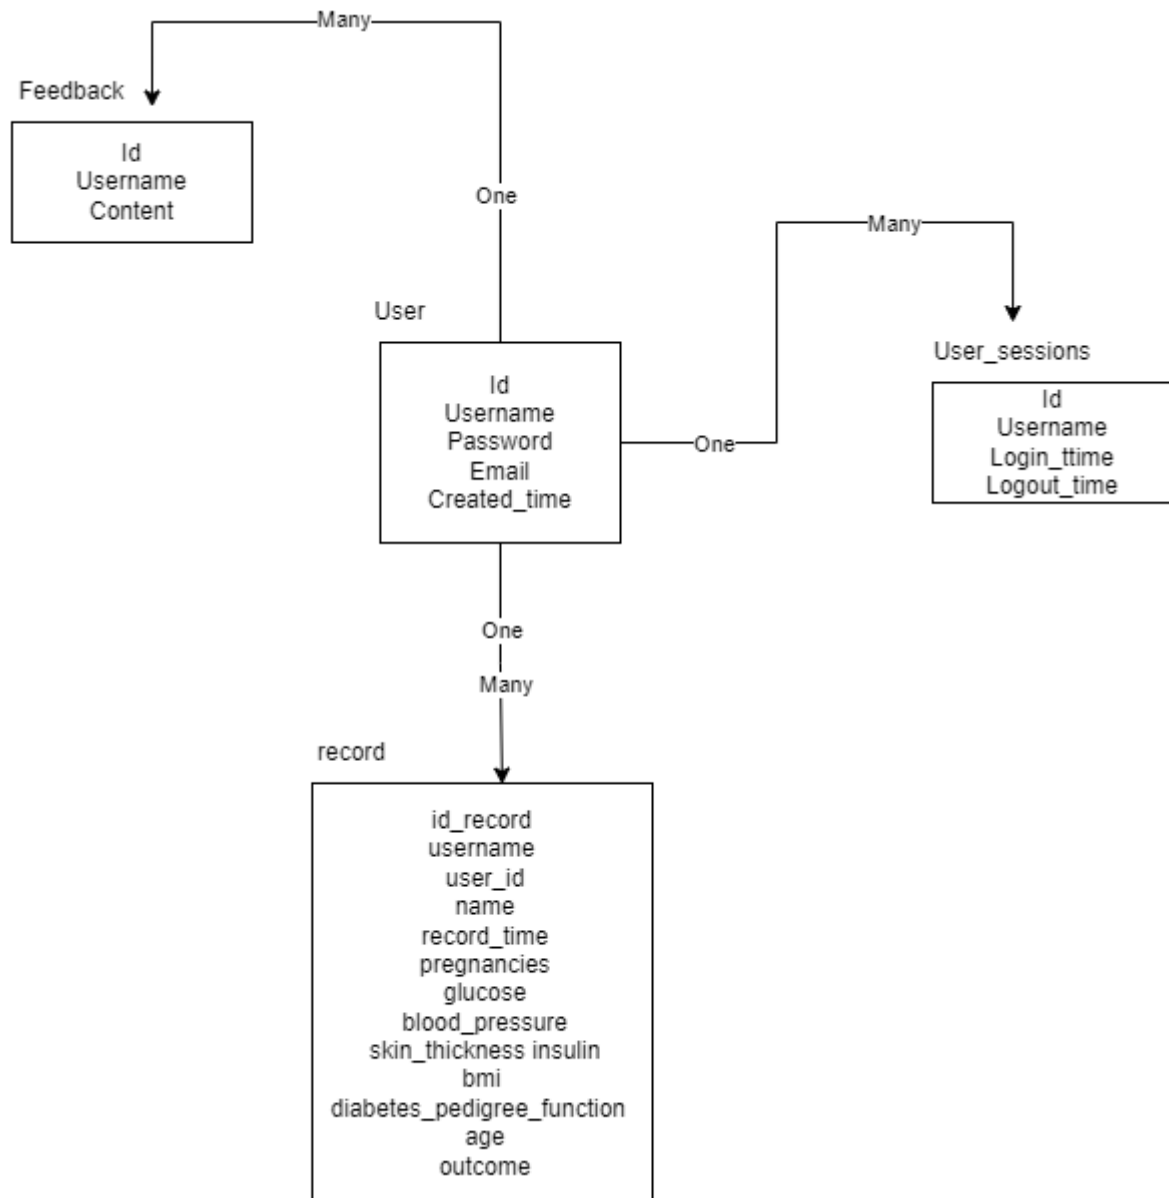 Many
Feedback
Id
Username
Content
One
Many
User
Id
Username
Password
Email
Created_time
One
User_sessions
Id
Username
Login_ttime
Logout_time
One
Many
record
id_record
username
user_id
name
record_time
pregnancies
glucose
blood_pressure
skin_thickness insulin
bmi
diabetes_pedigree_function
age
outcome